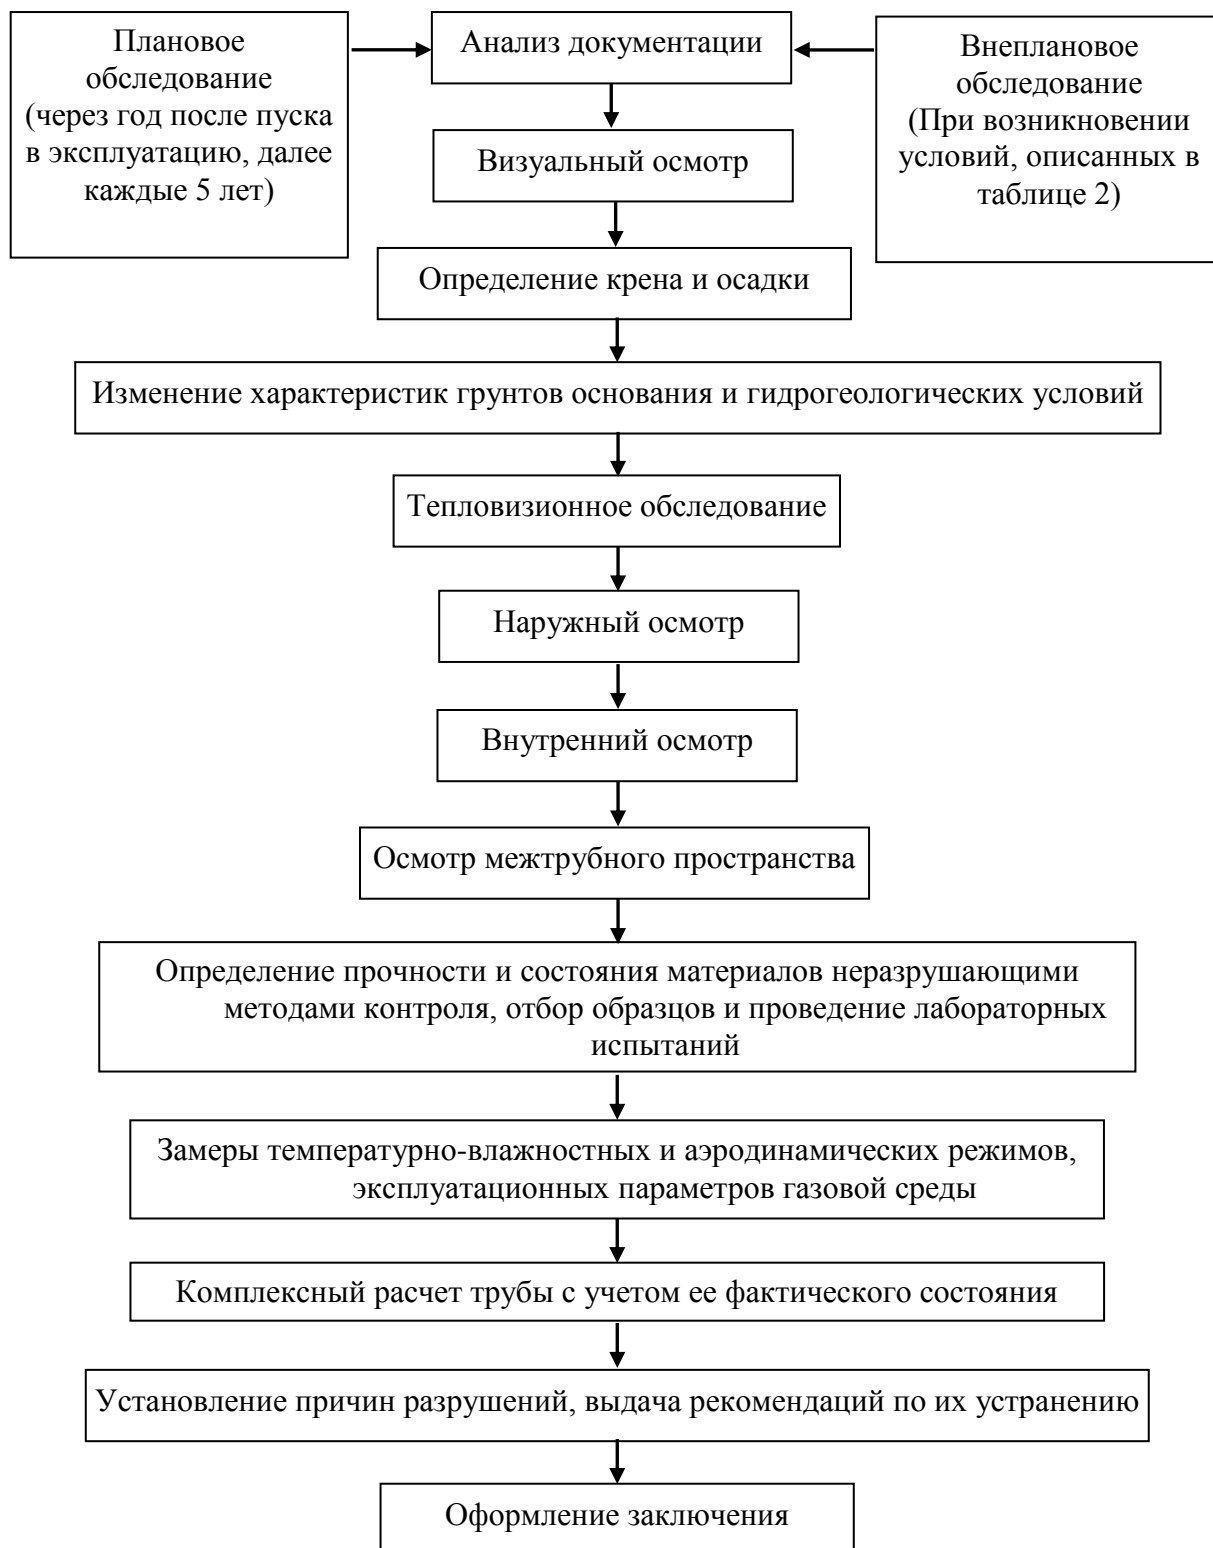 Плановое
обследование
(через год после пуска
в эксплуатацию, далее
каждые 5 лет)
Анализ документации
Внеплановое
обследование
(При возникновении
условий, описанных в
таблице 2)
Визуальный осмотр
Определение крена и осадки
Изменение характеристик грунтов основания и гидрогеологических условий
Тепловизионное обследование
Наружный осмотр
Внутренний осмотр
Осмотр межтрубного пространства
Определение прочности и состояния материалов неразрушающими
методами контроля, отбор образцов и проведение лабораторных
испытаний
Замеры температурно-влажностных и аэродинамических режимов,
эксплуатационных параметров газовой среды
Комплексный расчет трубы с учетом ее фактического состояния
Установление причин разрушений, выдача рекомендаций по их устранению
Оформление заключения